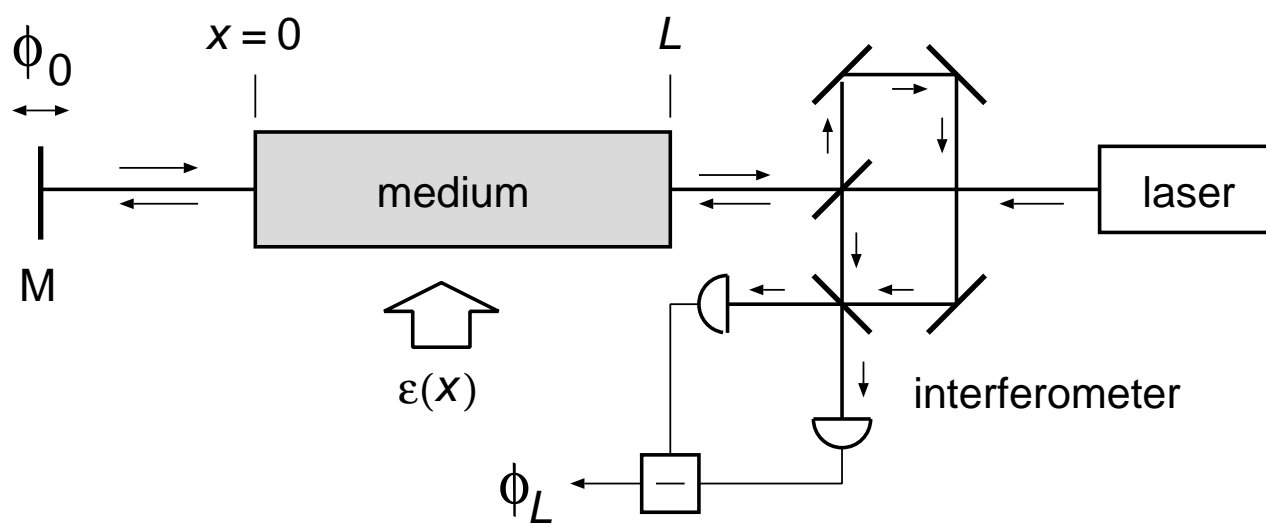 x = 0
L
ϕ0
medium
laser
M
ε(x)
interferometer
ϕL